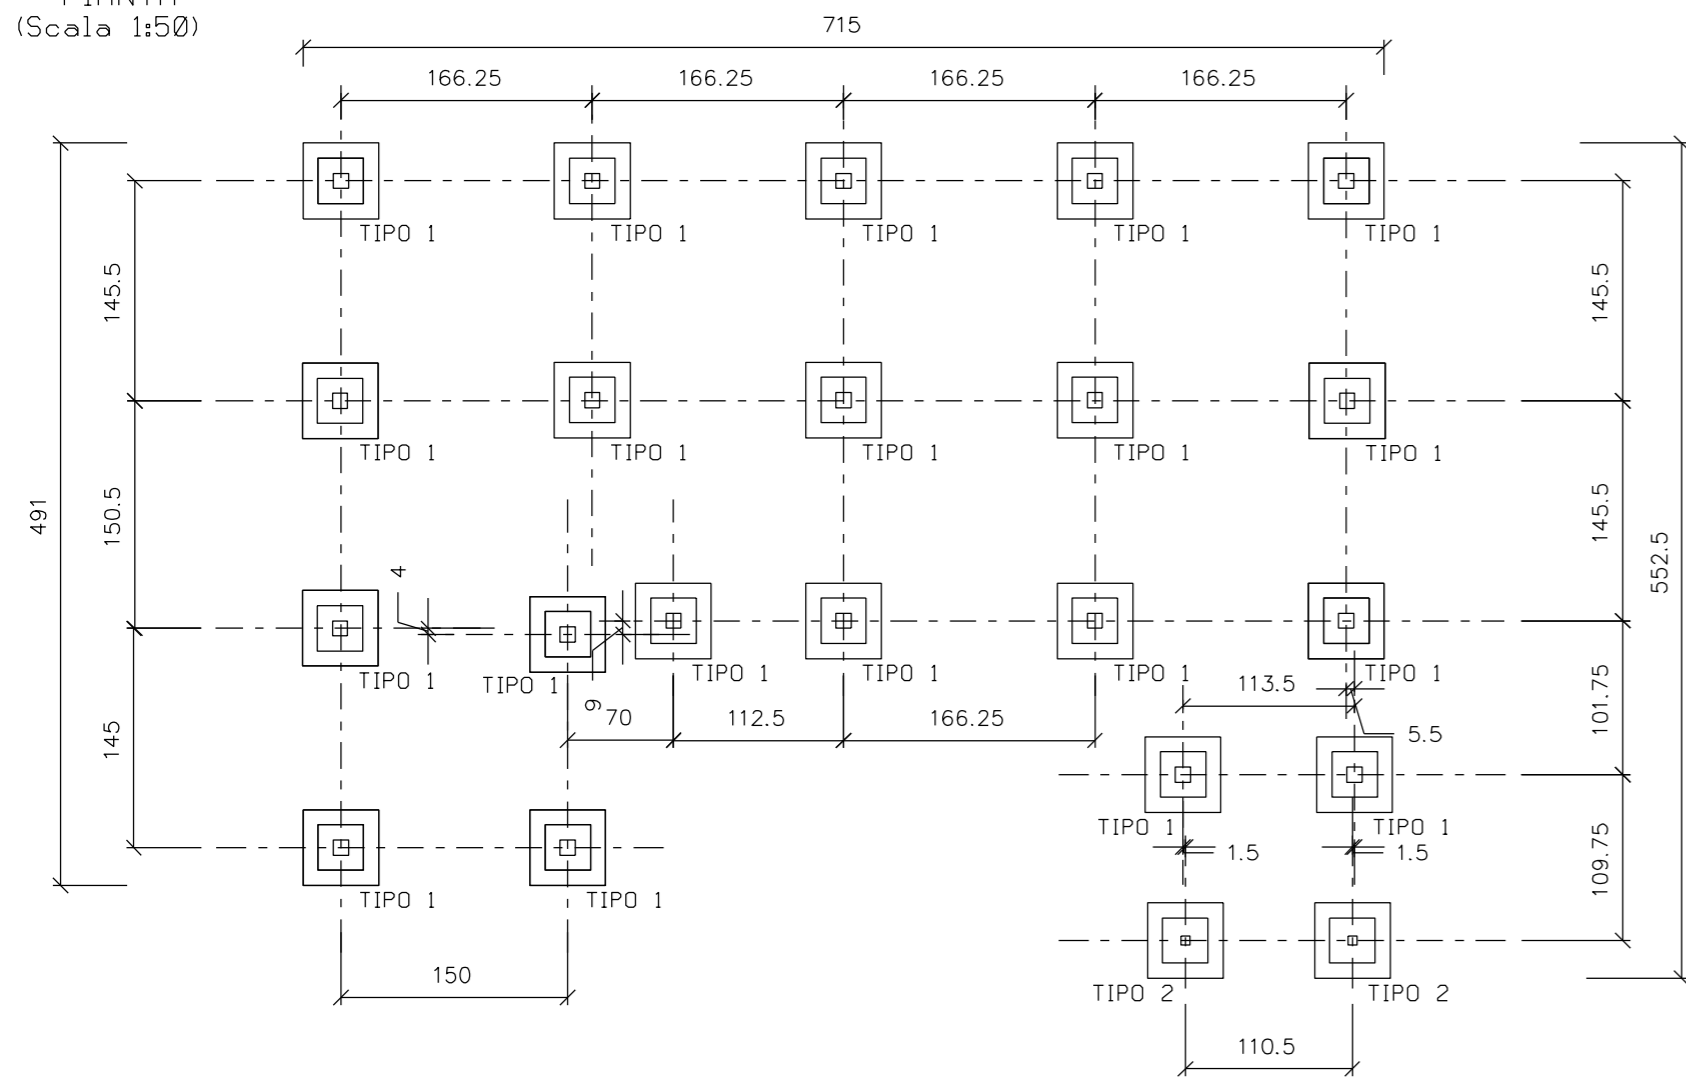 PIANTA
(Scala 1:50)
715
166.25 166.25 166.25 166.25
TIPO 1 TIPO 1 TIPO 1 TIPO 1 TIPO 1
145.5 145.5
TIPO 1 TIPO 1 TIPO 1 TIPO 1 TIPO 1
491 150.5 145.5 552.5
4
TIPO 1 TIPO 1 TIPO 1 TIPO 1 TIPO 1 TIPO 1
9 70 112.5 166.25 113.5 101.75
145 5.5
TIPO 1 TIPO 1
1.5 1.5 109.75
TIPO 1 TIPO 1
150 TIPO 2 TIPO 2
110.5